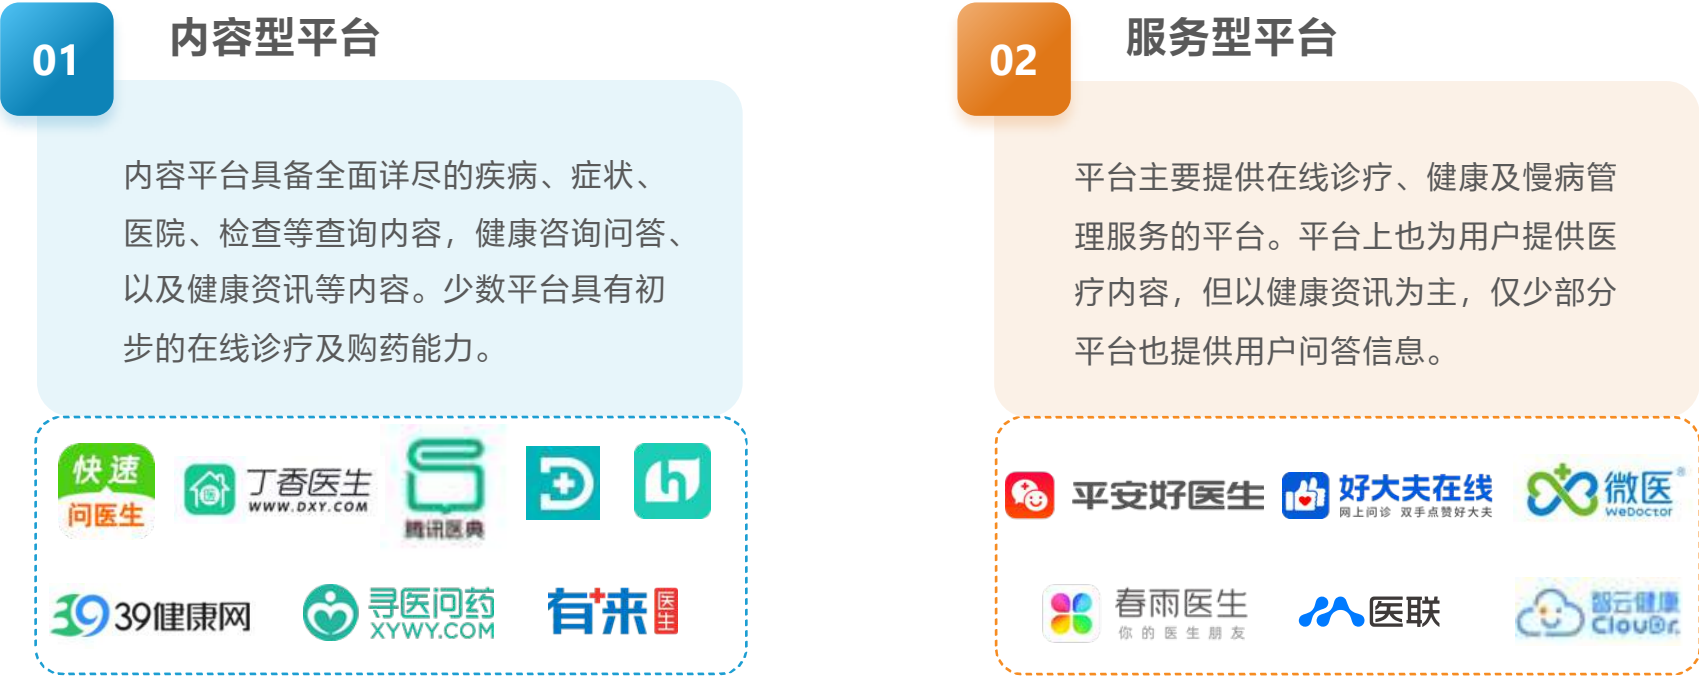 01
内容型平台
内容平台具备全面详尽的疾病、症状、
医院、检查等查询内容，健康咨询问答、
以及健康资讯等内容。少数平台具有初
步的在线诊疗及购药能力。
快速
问医生
丁香医生
WWW.DXY.COM
腾讯医典
39健康网
寻医问药
XYWY.COM
有来医生
02
服务型平台
平台主要提供在线诊疗、健康及慢病管
理服务的平台。平台上也为用户提供医
疗内容，但以健康资讯为主，仅少部分
平台也提供用户问答信息。
平安好医生
好大夫在线
网上问诊 双手点赞好大夫
微医®
WeDoctor
春雨医生
你的医生朋友
医联
智云健康
ClouDr.